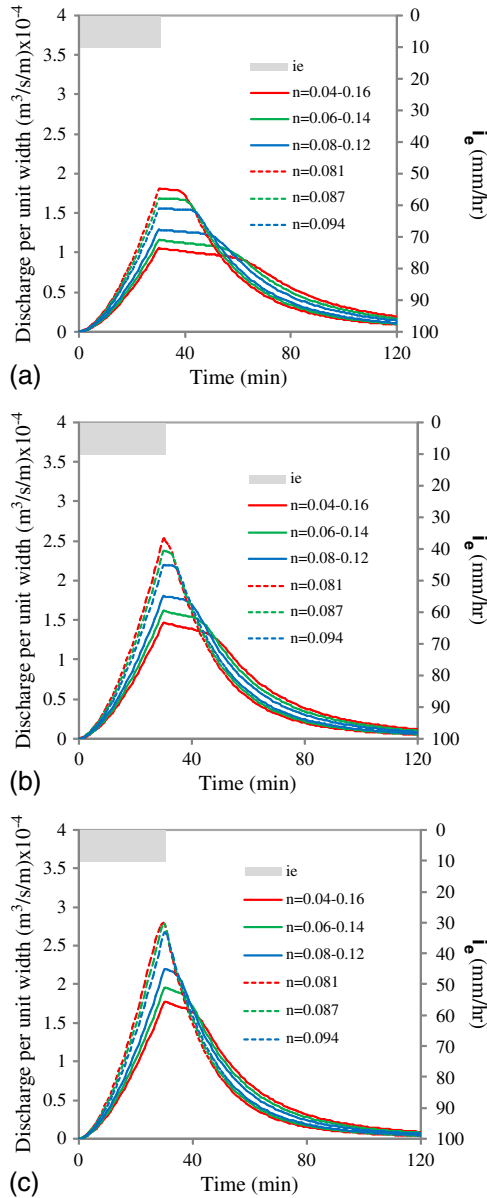 4
3.5
3
2.5
2
1.5
1
0.5
0
Discharge per unit width (m³/s/m)x10-4
0
10
20
30
40
50
60
70
80
90
100
i e (mm/hr)
ie
n=0.04-0.16
n=0.06-0.14
n=0.08-0.12
n=0.081
n=0.087
n=0.094
0 40 80 120
Time (min)
(a)
4
3.5
3
2.5
2
1.5
1
0.5
0
Discharge per unit width (m³/s/m)x10-4
0
10
20
30
40
50
60
70
80
90
100
i e (mm/hr)
ie
n=0.04-0.16
n=0.06-0.14
n=0.08-0.12
n=0.081
n=0.087
n=0.094
0 40 80 120
Time (min)
(b)
4
3.5
3
2.5
2
1.5
1
0.5
0
Discharge per unit width (m³/s/m)x10-4
0
10
20
30
40
50
60
70
80
90
100
i e (mm/hr)
ie
n=0.04-0.16
n=0.06-0.14
n=0.08-0.12
n=0.081
n=0.087
n=0.094
0 40 80 120
Time (min)
(c)